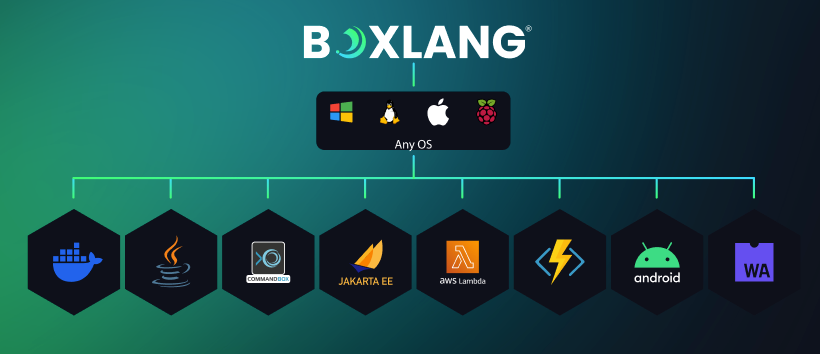 BOXLANG®
Any OS
COMMANDBOX
JAKARTA EE
aws Lambda
android
WA